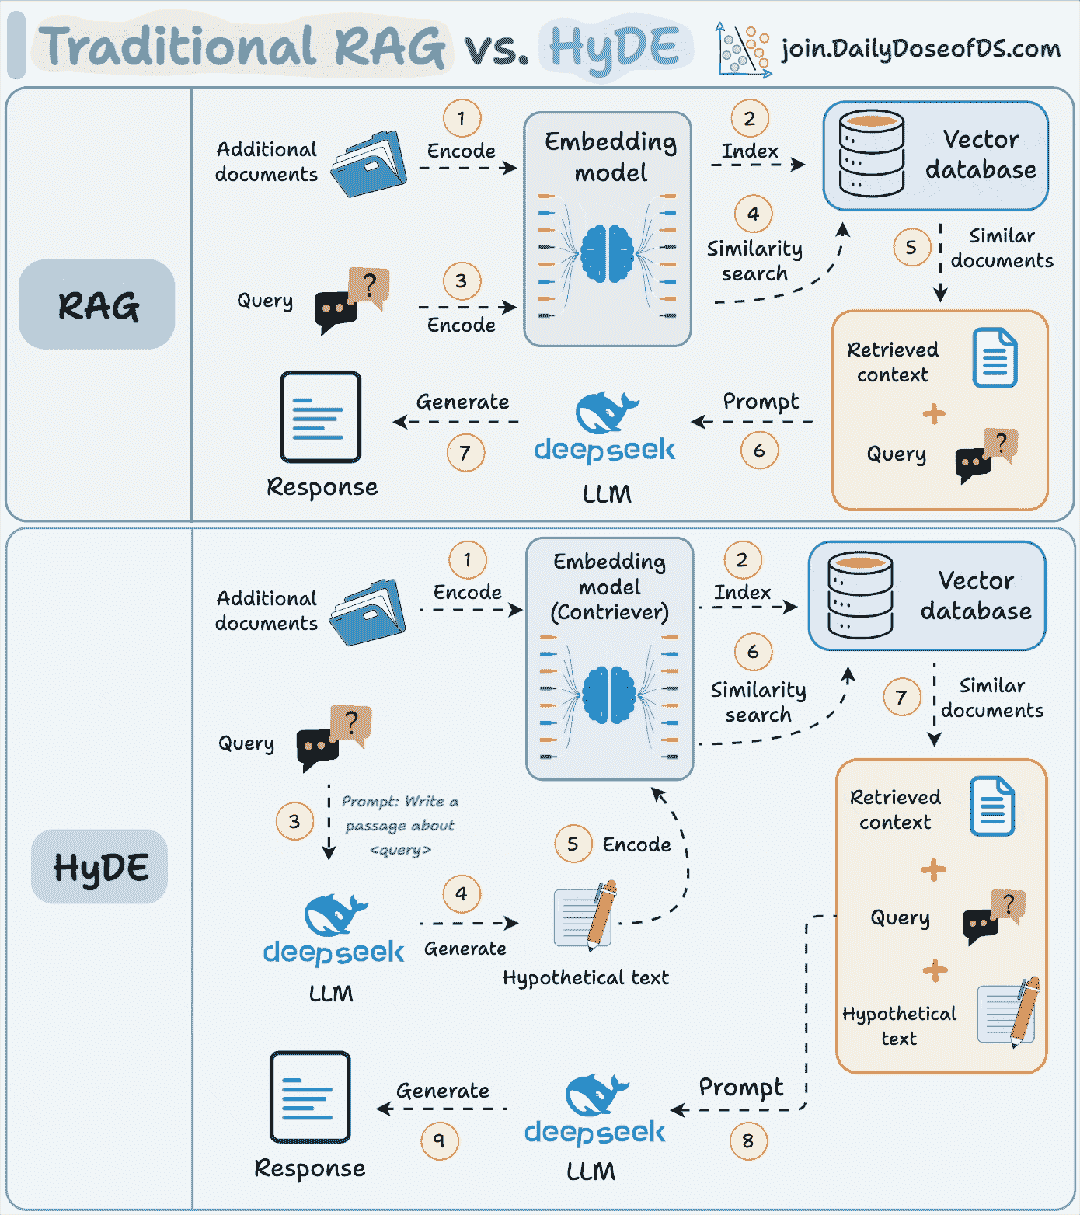 Traditional RAG vs. HyDE
join.DailyDoseofDS.com
RAG
Additional
documents
1
Encode
Embedding
model
2
Index
Vector
database
Query
?
3
Encode
4
Similarity
search
5
Similar
documents
Retrieved
context
+
Query
?
6
Prompt
deepseek
LLM
7
Generate
Response
HyDE
Additional
documents
1
Encode
Embedding
model
(Contriever)
2
Index
Vector
database
Query
?
3
Prompt: Write a
passage about
<query>
deepseek
LLM
4
Generate
Hypothetical text
5
Encode
6
Similarity
search
7
Similar
documents
Retrieved
context
+
Query
?
+
Hypothetical
text
8
Prompt
deepseek
LLM
9
Generate
Response